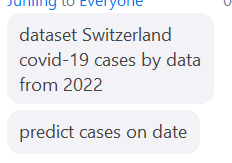 Junling to Everyone
dataset Switzerland
covid-19 cases by data
from 2022
predict cases on date